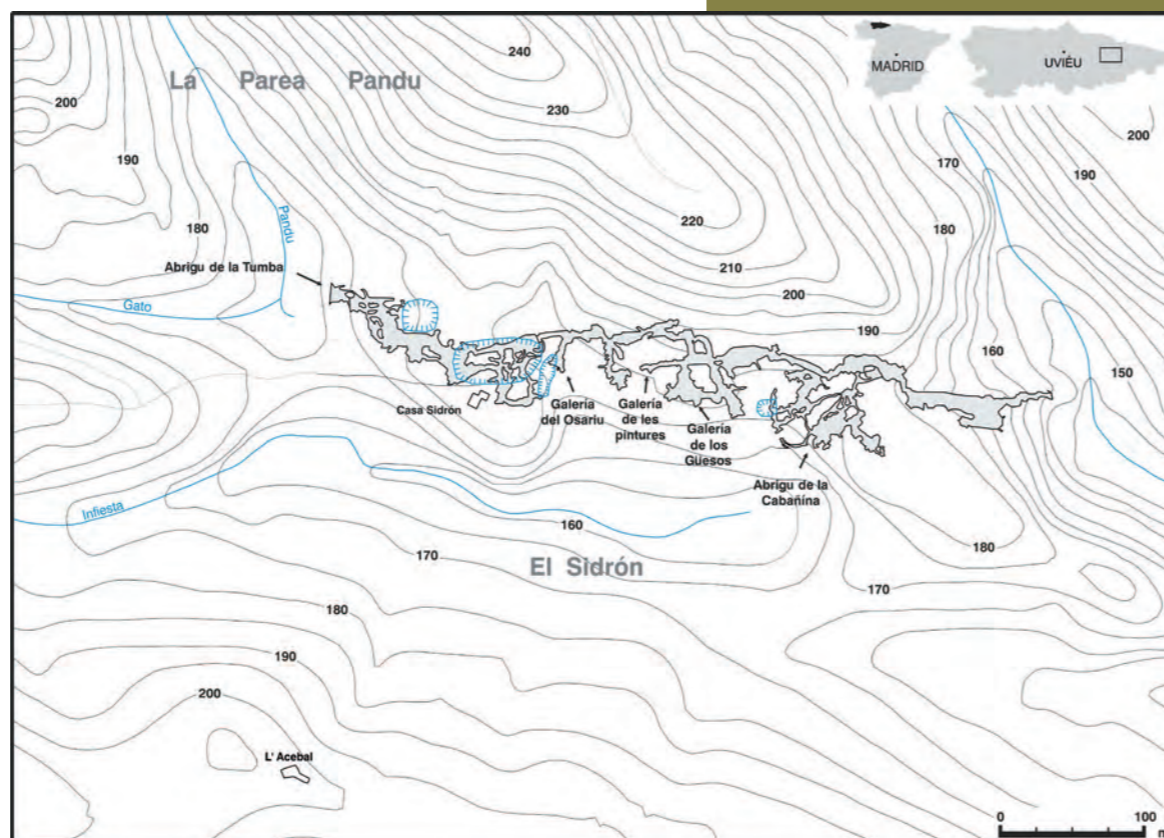 240
La Parea Pandu
MADRID
UVIÉU
200
230
200
170
190
190
180
220
180
Pandu
210
Abrigu de la Tumba
200
Gato
190
160
150
Casa Sidrón
Galería
del Osariu
Galería
de les
pintures
Galería
de los
Güesos
Abrigu de la
Cabañina
Infiesta
160
170
El Sidrón
180
170
180
190
200
L' Acebal
0
100
m